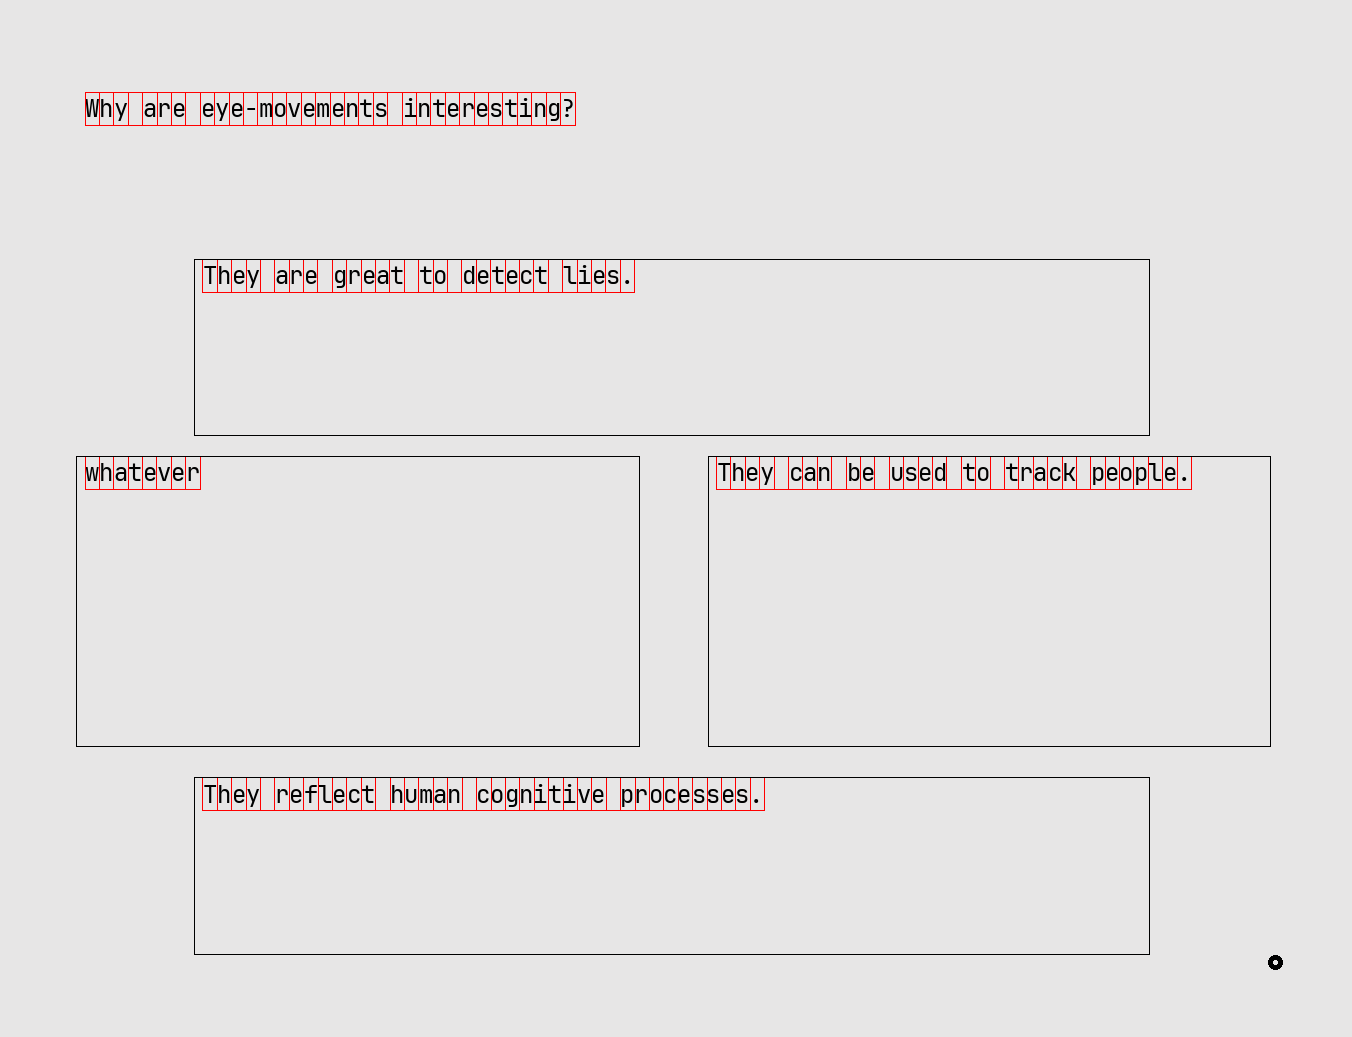 Why are eye-movements interesting?
They are great to detect lies.
whatever
They can be used to track people.
They reflect human cognitive processes.